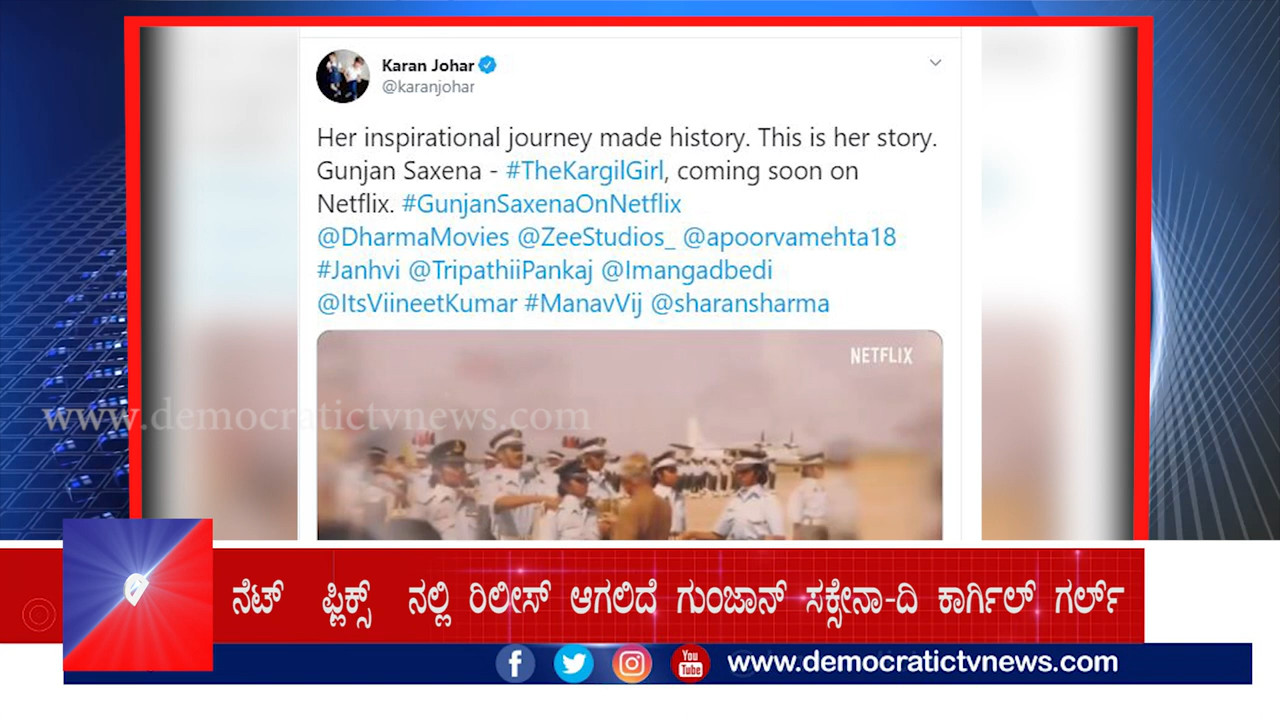 Karan Johar
@karanjohar
Her inspirational journey made history. This is her story.
Gunjan Saxena - #TheKargilGirl, coming soon on
Netflix. #GunjanSaxenaOnNetflix
@DharmaMovies @ZeeStudios_ @apoorvamehta18
#Janhvi @TripathiiPankaj @Imangadbedi
@ItsViineetKumar #ManavVij @sharansharma
NETFLIX
www.democratictvnews.com
ನೆಟ್ ಫ್ಲಿಕ್ಸ್ ನಲ್ಲಿ ರಿಲೀಸ್ ಆಗಲಿದೆ ಗುಂಜಾನ್ ಸಕ್ಸೇನಾ-ದಿ ಕಾರ್ಗಿಲ್ ಗರ್ಲ್
You Tube www.democratictvnews.com